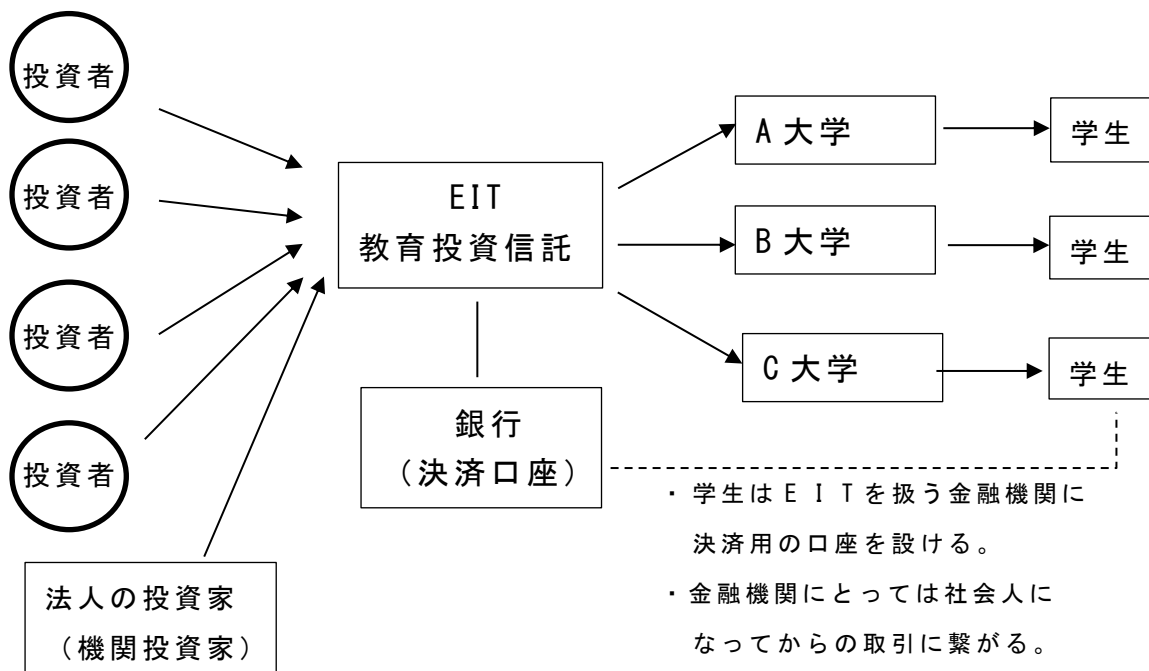 投資者
投資者
投資者
投資者
法人の投資家
（機関投資家）
EIT
教育投資信託
銀行
（決済口座）
A大学
B大学
C大学
学生
学生
学生
・学生はＥＩＴを扱う金融機関に
決済用の口座を設ける。
・金融機関にとっては社会人に
なってからの取引に繋がる。